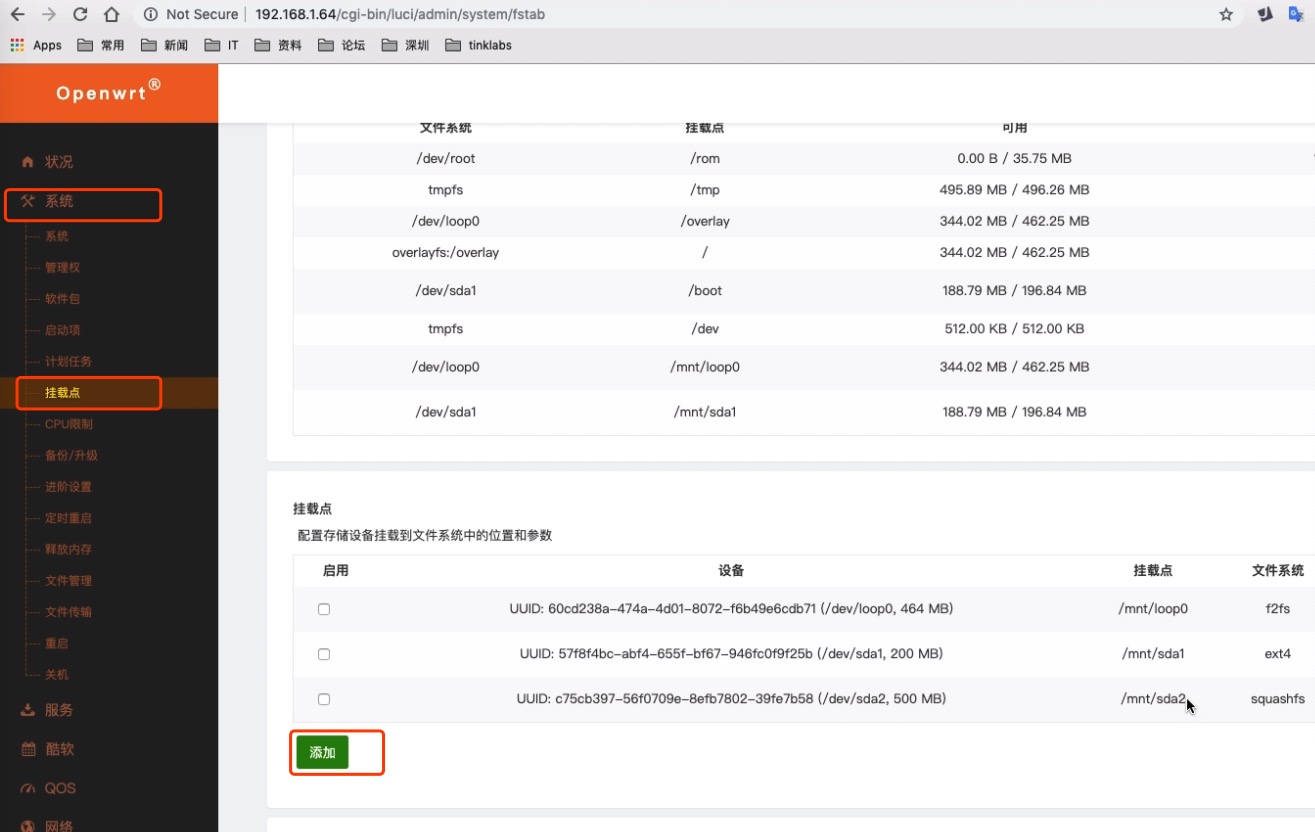 Not Secure 192.168.1.64/cgi-bin/luci/admin/system/fstab
Apps 常用 新闻 IT 资料 论坛 深圳 tinklabs
Openwrt®
状况
系统
系统
管理权
软件包
启动项
计划任务
挂载点
CPU限制
备份/升级
进阶设置
定时重启
释放内存
文件管理
文件传输
重启
关机
服务
酷软
QOS
网络
文件系统 挂载点 可用
/dev/root /rom 0.00 B / 35.75 MB
tmpfs /tmp 495.89 MB / 496.26 MB
/dev/loop0 /overlay 344.02 MB / 462.25 MB
overlayfs:/overlay / 344.02 MB / 462.25 MB
/dev/sda1 /boot 188.79 MB / 196.84 MB
tmpfs /dev 512.00 KB / 512.00 KB
/dev/loop0 /mnt/loop0 344.02 MB / 462.25 MB
/dev/sda1 /mnt/sda1 188.79 MB / 196.84 MB
挂载点
配置存储设备挂载到文件系统中的位置和参数
启用 设备 挂载点 文件系统
UUID: 60cd238a-474a-4d01-8072-f6b49e6cdb71 (/dev/loop0, 464 MB) /mnt/loop0 f2fs
UUID: 57f8f4bc-abf4-655f-bf67-946fc0f9f25b (/dev/sda1, 200 MB) /mnt/sda1 ext4
UUID: c75cb397-56f0709e-8efb7802-39fe7b58 (/dev/sda2, 500 MB) /mnt/sda2 squashfs
添加